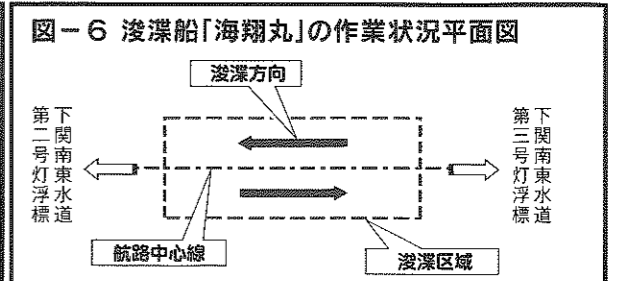 図-6 浚渫船「海翔丸」の作業状況平面図
浚渫方向
下関南東水道
第二号灯浮標
下関南東水道
第三号灯浮標
航路中心線
浚渫区域